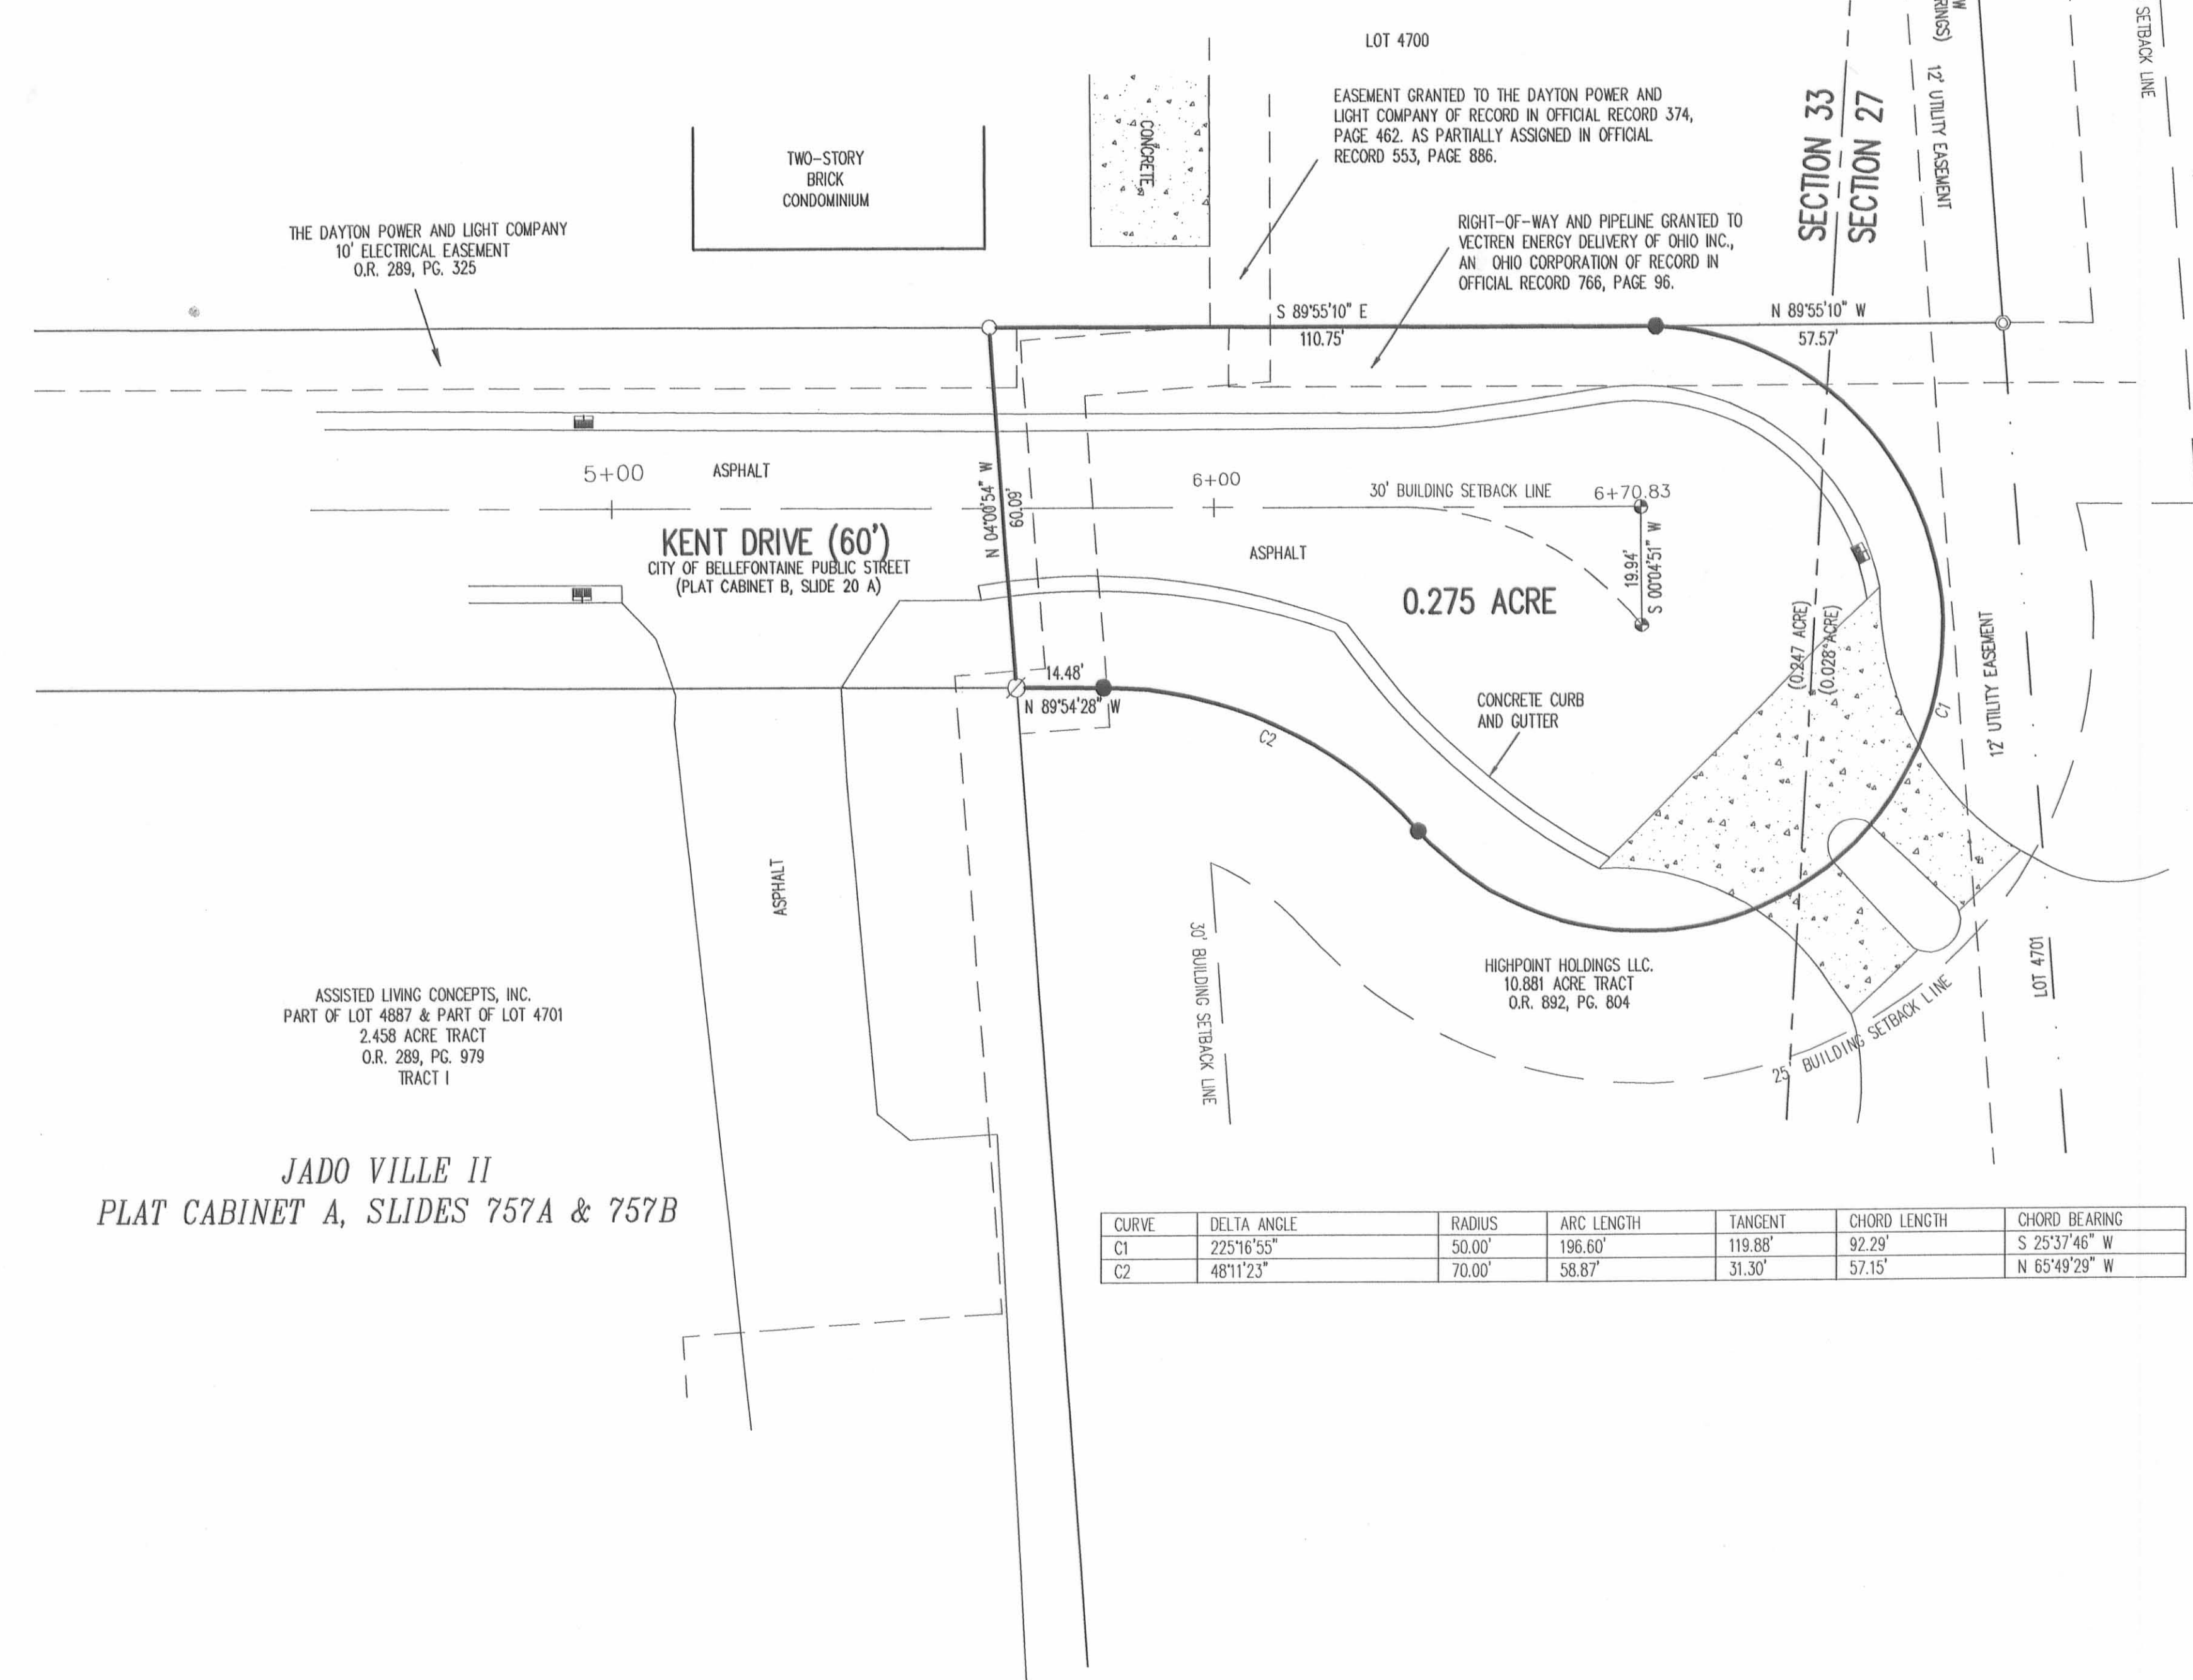 LOT 4700
EASEMENT GRANTED TO THE DAYTON POWER AND
LIGHT COMPANY OF RECORD IN OFFICIAL RECORD 374,
PAGE 462. AS PARTIALLY ASSIGNED IN OFFICIAL
RECORD 553, PAGE 886.
CONCRETE
TWO-STORY
BRICK
CONDOMINIUM
THE DAYTON POWER AND LIGHT COMPANY
10' ELECTRICAL EASEMENT
O.R. 289, PG. 325
RIGHT-OF-WAY AND PIPELINE GRANTED TO
VECTREN ENERGY DELIVERY OF OHIO INC.,
AN OHIO CORPORATION OF RECORD IN
OFFICIAL RECORD 766, PAGE 96.
SECTION 33
SECTION 27
12' UTILITY EASEMENT
SETBACK LINE
S 89°55'10" E
110.75'
N 89°55'10" W
57.57'
5+00
ASPHALT
N 04°00'54" W
60.09'
6+00
30' BUILDING SETBACK LINE
6+70.83
KENT DRIVE (60')
CITY OF BELLEFONTAINE PUBLIC STREET
(PLAT CABINET B, SLIDE 20 A)
ASPHALT
19.94'
S 00°04'51" W
0.275 ACRE
(0.247 ACRE)
(0.028 ACRE)
14.48'
N 89°54'28" W
C2
C1
CONCRETE CURB
AND GUTTER
12' UTILITY EASEMENT
ASPHALT
30' BUILDING SETBACK LINE
HIGHPOINT HOLDINGS LLC.
10.881 ACRE TRACT
O.R. 892, PG. 804
25' BUILDING SETBACK LINE
LOT 4701
ASSISTED LIVING CONCEPTS, INC.
PART OF LOT 4887 & PART OF LOT 4701
2.458 ACRE TRACT
O.R. 289, PG. 979
TRACT I
JADO VILLE II
PLAT CABINET A, SLIDES 757A & 757B
CURVE DELTA ANGLE RADIUS ARC LENGTH TANGENT CHORD LENGTH CHORD BEARING
C1 225°16'55" 50.00' 196.60' 119.88' 92.29' S 25°37'46" W
C2 48°11'23" 70.00' 58.87' 31.30' 57.15' N 65°49'29" W